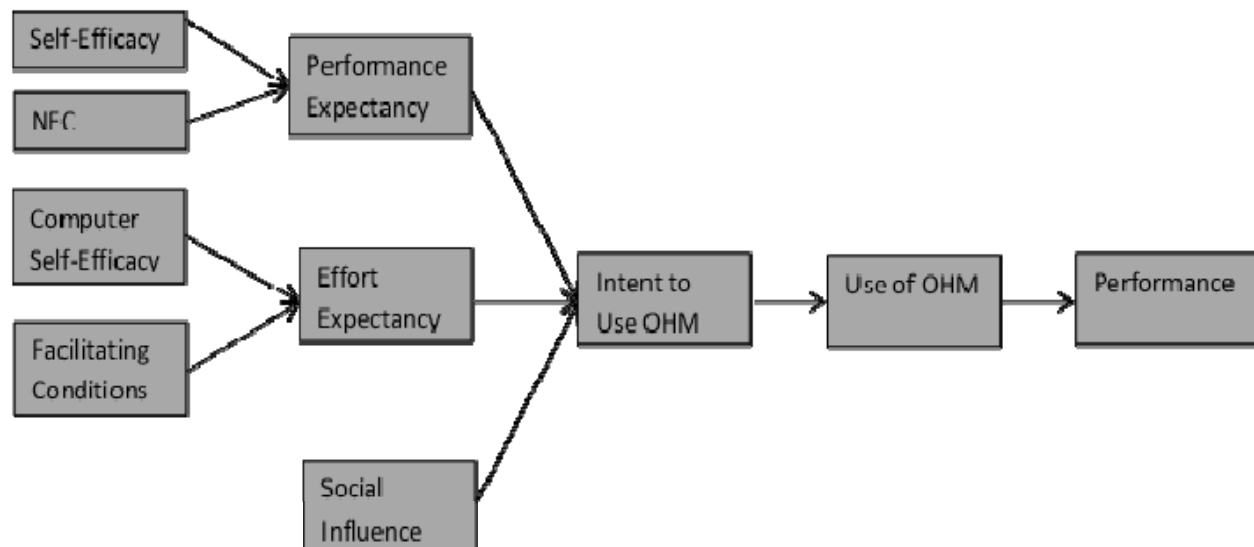 Self-Efficacy
NFC
Performance
Expectancy
Computer
Self-Efficacy
Facilitating
Conditions
Effort
Expectancy
Social
Influence
Intent to
Use OHM
Use of OHM
Performance